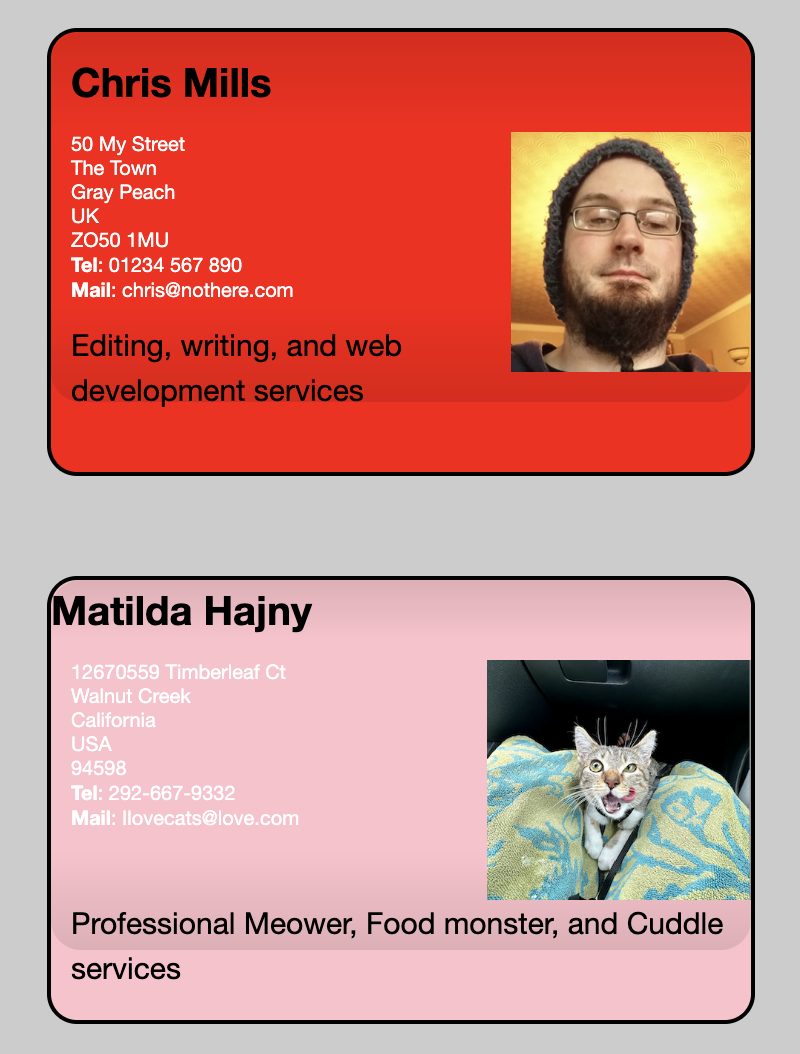 Chris Mills
50 My Street
The Town
Gray Peach
UK
ZO50 1MU
Tel: 01234 567 890
Mail: chris@nothere.com
Editing, writing, and web
development services
Matilda Hajny
12670559 Timberleaf Ct
Walnut Creek
California
USA
94598
Tel: 292-667-9332
Mail: Ilovecats@love.com
Professional Meower, Food monster, and Cuddle
services